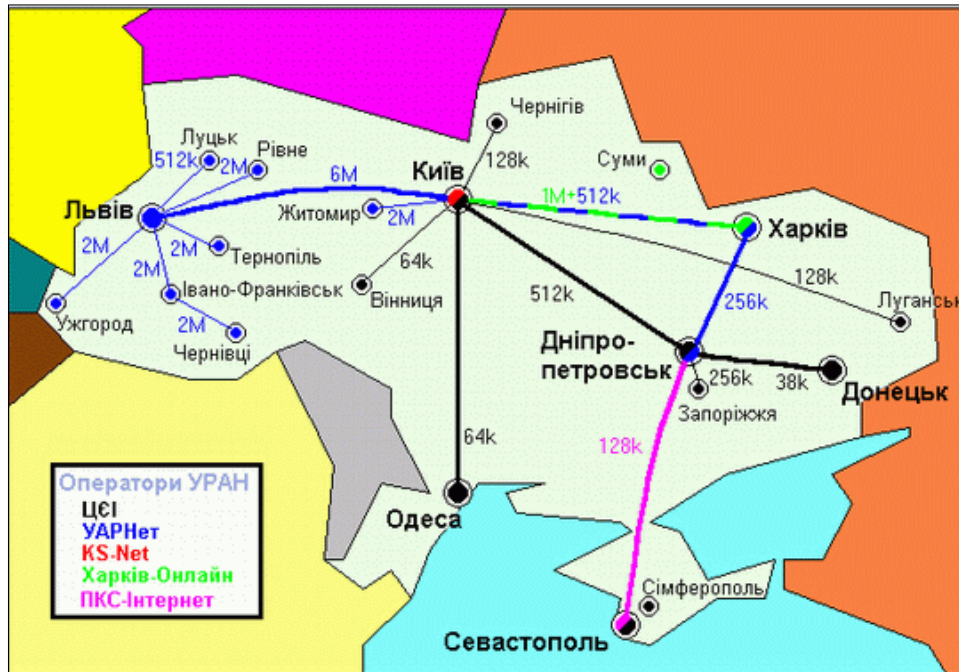 Чернігів
128k
Луцьк
Рівне
512k
2M
6M
Київ
Суми
1M+512k
Львів
Житомир
2M
Харків
2M
2M
Тернопіль
64k
128k
2M
Івано-Франківськ
Вінниця
512k
256k
Луганськ
Ужгород
2M
Чернівці
Дніпро-
петровськ
256k
38k
Донецьк
Запоріжжя
64k
128k
Оператори УРАН
ЦЄІ
УАРНет
KS-Net
Харків-Онлайн
ПКС-Інтернет
Одеса
Сімферополь
Севастополь